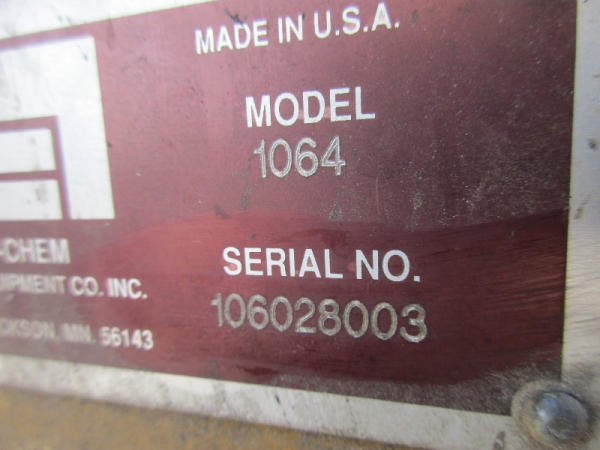 MADE IN U.S.A.
MODEL
1064
-CHEM
SERIAL NO.
UIPMENT CO. INC.
106028003
CKSON, MN. 56143